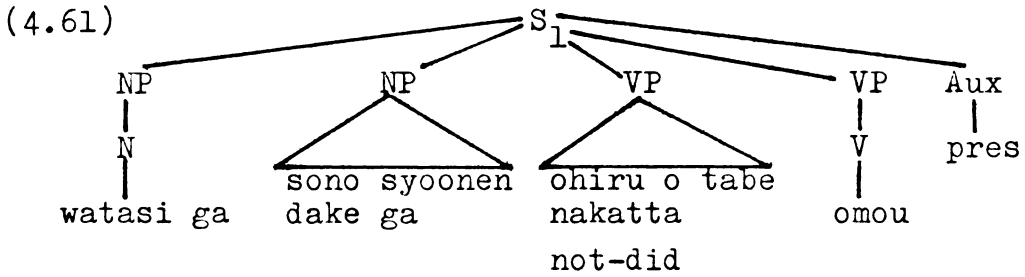 (4.61)
S1
NP NP VP VP Aux
N V pres
sono syoonen ohiru o tabe
watasi ga dake ga nakatta omou
not-did